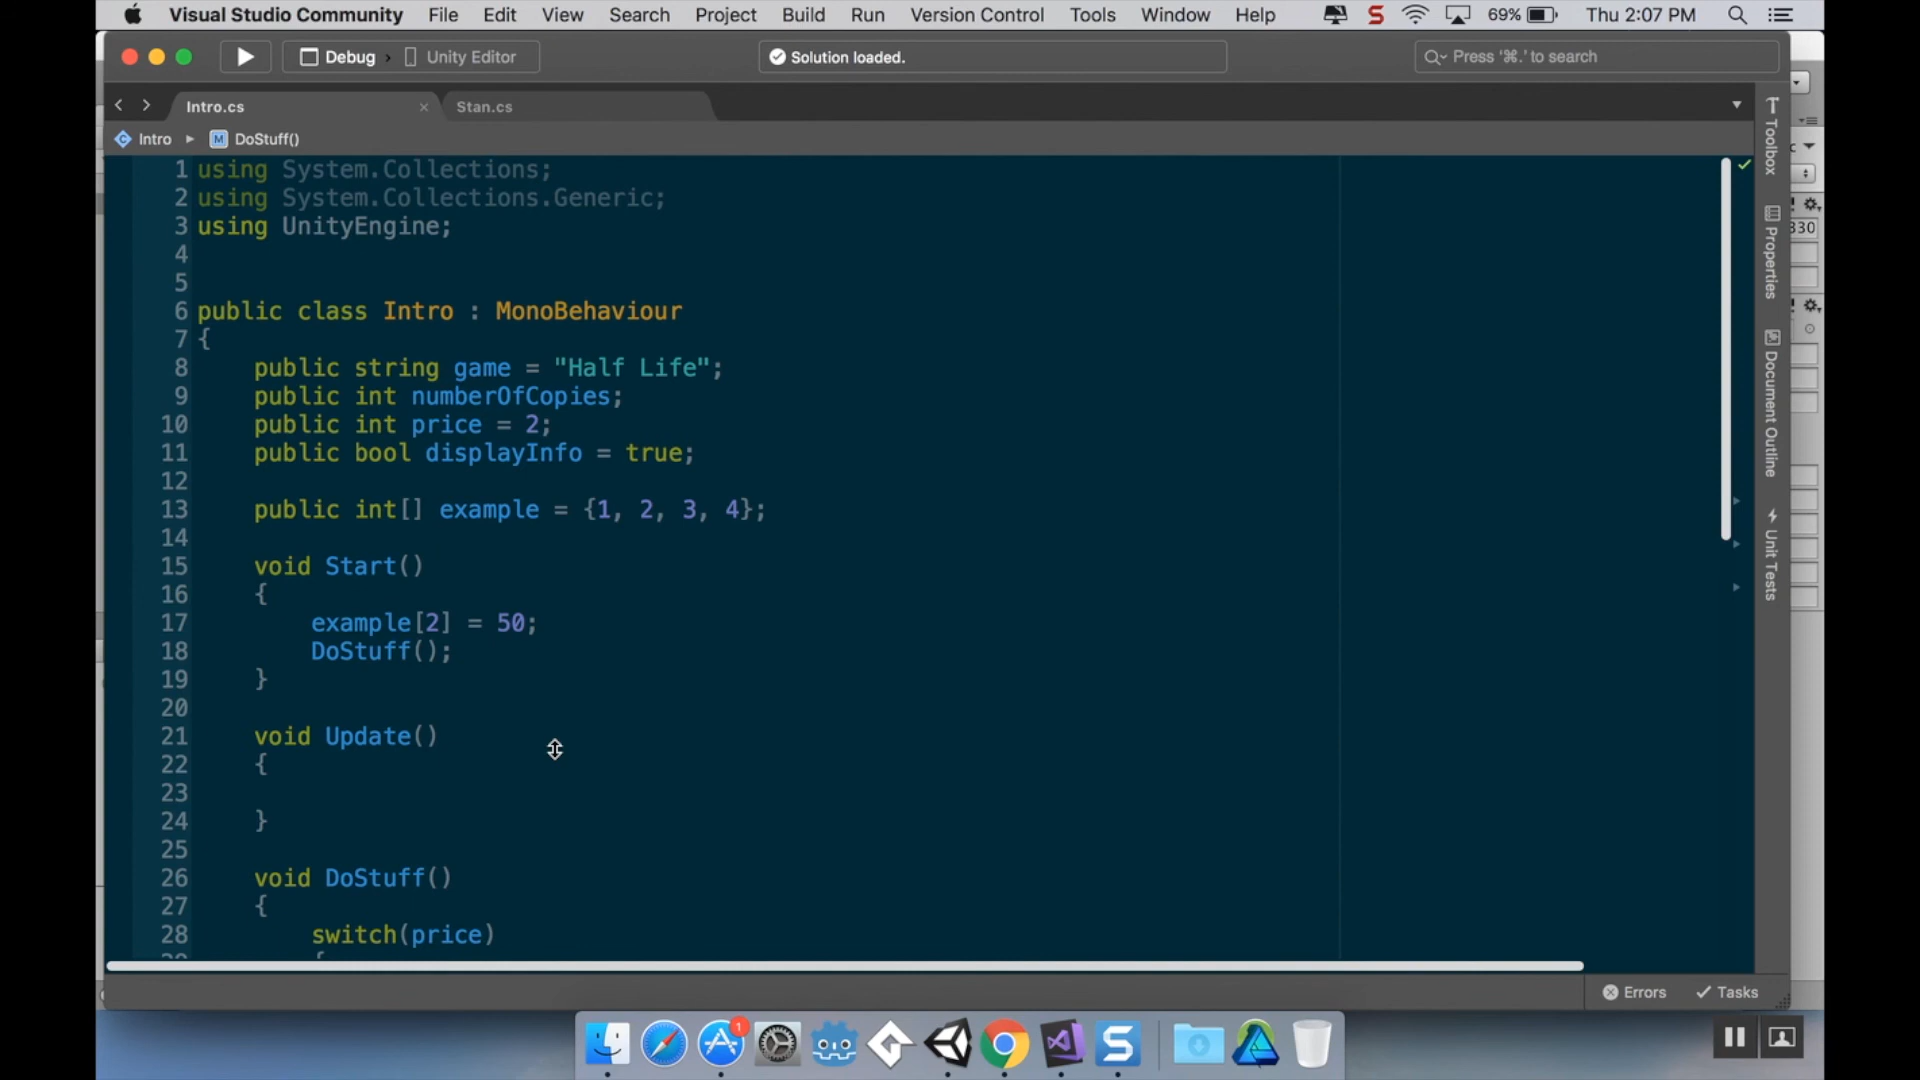 Visual Studio Community File Edit View Search Project Build Run Version Control Tools Window Help 69% Thu 2:07 PM
Debug Unity Editor Solution loaded. Press '⌘.' to search
Intro.cs Stan.cs
Intro M DoStuff()
1 using System.Collections;
2 using System.Collections.Generic;
3 using UnityEngine;
4
5
6 public class Intro : MonoBehaviour
7 {
8 public string game = "Half Life";
9 public int numberOfCopies;
10 public int price = 2;
11 public bool displayInfo = true;
12
13 public int[] example = {1, 2, 3, 4};
14
15 void Start()
16 {
17 example[2] = 50;
18 DoStuff();
19 }
20
21 void Update()
22 {
23
24 }
25
26 void DoStuff()
27 {
28 switch(price)
Toolbox
Properties
Document Outline
Unit Tests
Errors Tasks
1